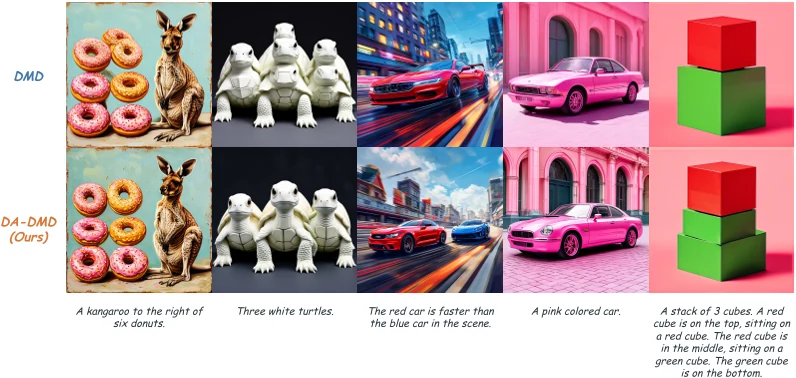 DMD
DA-DMD
(Ours)
A kangaroo to the right of
six donuts.
Three white turtles.
The red car is faster than
the blue car in the scene.
A pink colored car.
A stack of 3 cubes. A red
cube is on the top, sitting on
a red cube. The red cube is
in the middle, sitting on a
green cube. The green cube
is on the bottom.